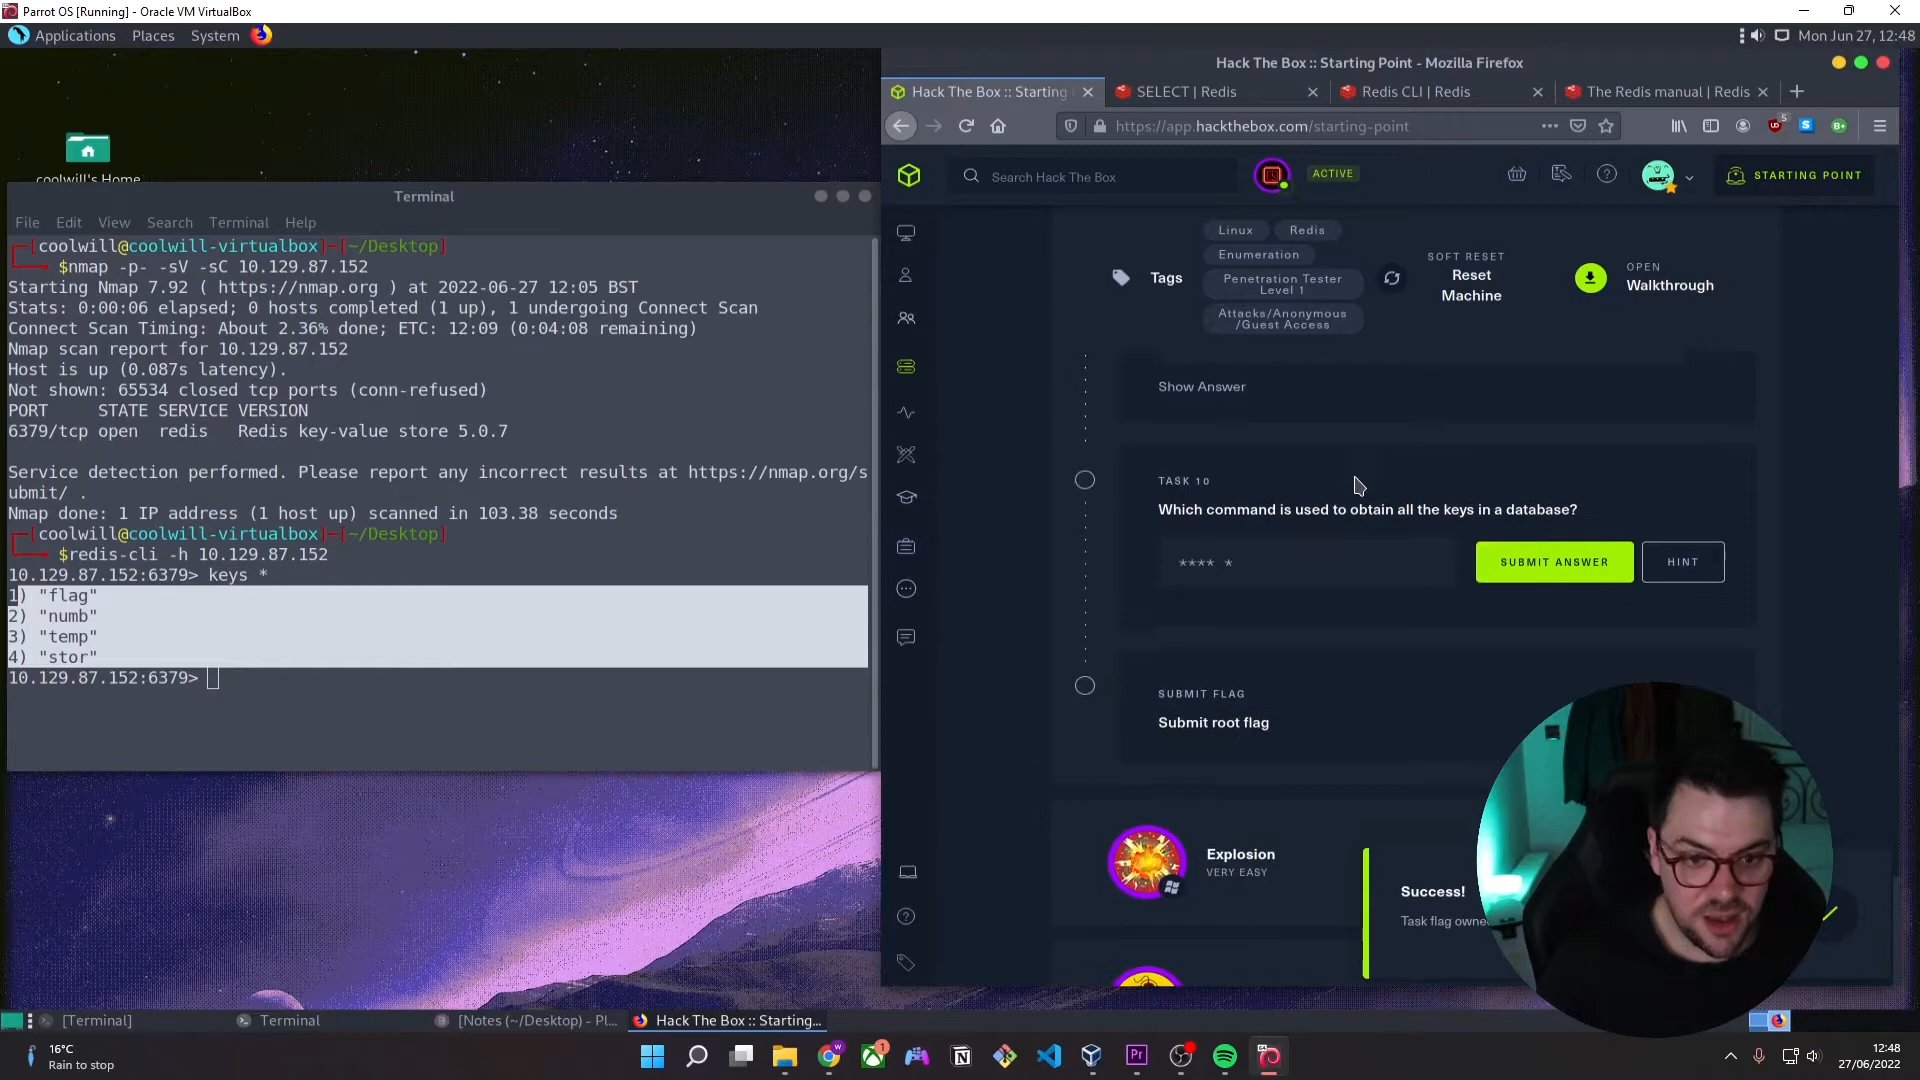 Parrot OS [Running] - Oracle VM VirtualBox
Applications Places System
Mon Jun 27, 12:48
coolwill's Home
Terminal
File Edit View Search Terminal Help
[coolwill@coolwill-virtualbox]-[~/Desktop]
$nmap -p- -sV -sC 10.129.87.152
Starting Nmap 7.92 ( https://nmap.org ) at 2022-06-27 12:05 BST
Stats: 0:00:06 elapsed; 0 hosts completed (1 up), 1 undergoing Connect Scan
Connect Scan Timing: About 2.36% done; ETC: 12:09 (0:04:08 remaining)
Nmap scan report for 10.129.87.152
Host is up (0.087s latency).
Not shown: 65534 closed tcp ports (conn-refused)
PORT STATE SERVICE VERSION
6379/tcp open redis Redis key-value store 5.0.7
Service detection performed. Please report any incorrect results at https://nmap.org/s
ubmit/ .
Nmap done: 1 IP address (1 host up) scanned in 103.38 seconds
[coolwill@coolwill-virtualbox]-[~/Desktop]
$redis-cli -h 10.129.87.152
10.129.87.152:6379> keys *
1) "flag"
2) "numb"
3) "temp"
4) "stor"
10.129.87.152:6379>
Hack The Box :: Starting Point - Mozilla Firefox
Hack The Box :: Starting
SELECT | Redis
Redis CLI | Redis
The Redis manual | Redis
https://app.hackthebox.com/starting-point
5
Search Hack The Box
ACTIVE
STARTING POINT
Tags
Linux
Redis
Enumeration
Penetration Tester
Level 1
Attacks/Anonymous
/Guest Access
SOFT RESET
Reset
Machine
OPEN
Walkthrough
Show Answer
TASK 10
Which command is used to obtain all the keys in a database?
**** *
SUBMIT ANSWER
HINT
SUBMIT FLAG
Submit root flag
Explosion
VERY EASY
Success!
Task flag owne
[Terminal]
Terminal
[Notes (~/Desktop) - Pl...
Hack The Box :: Starting...
16°C
Rain to stop
w
1
Pr
12:48
27/06/2022